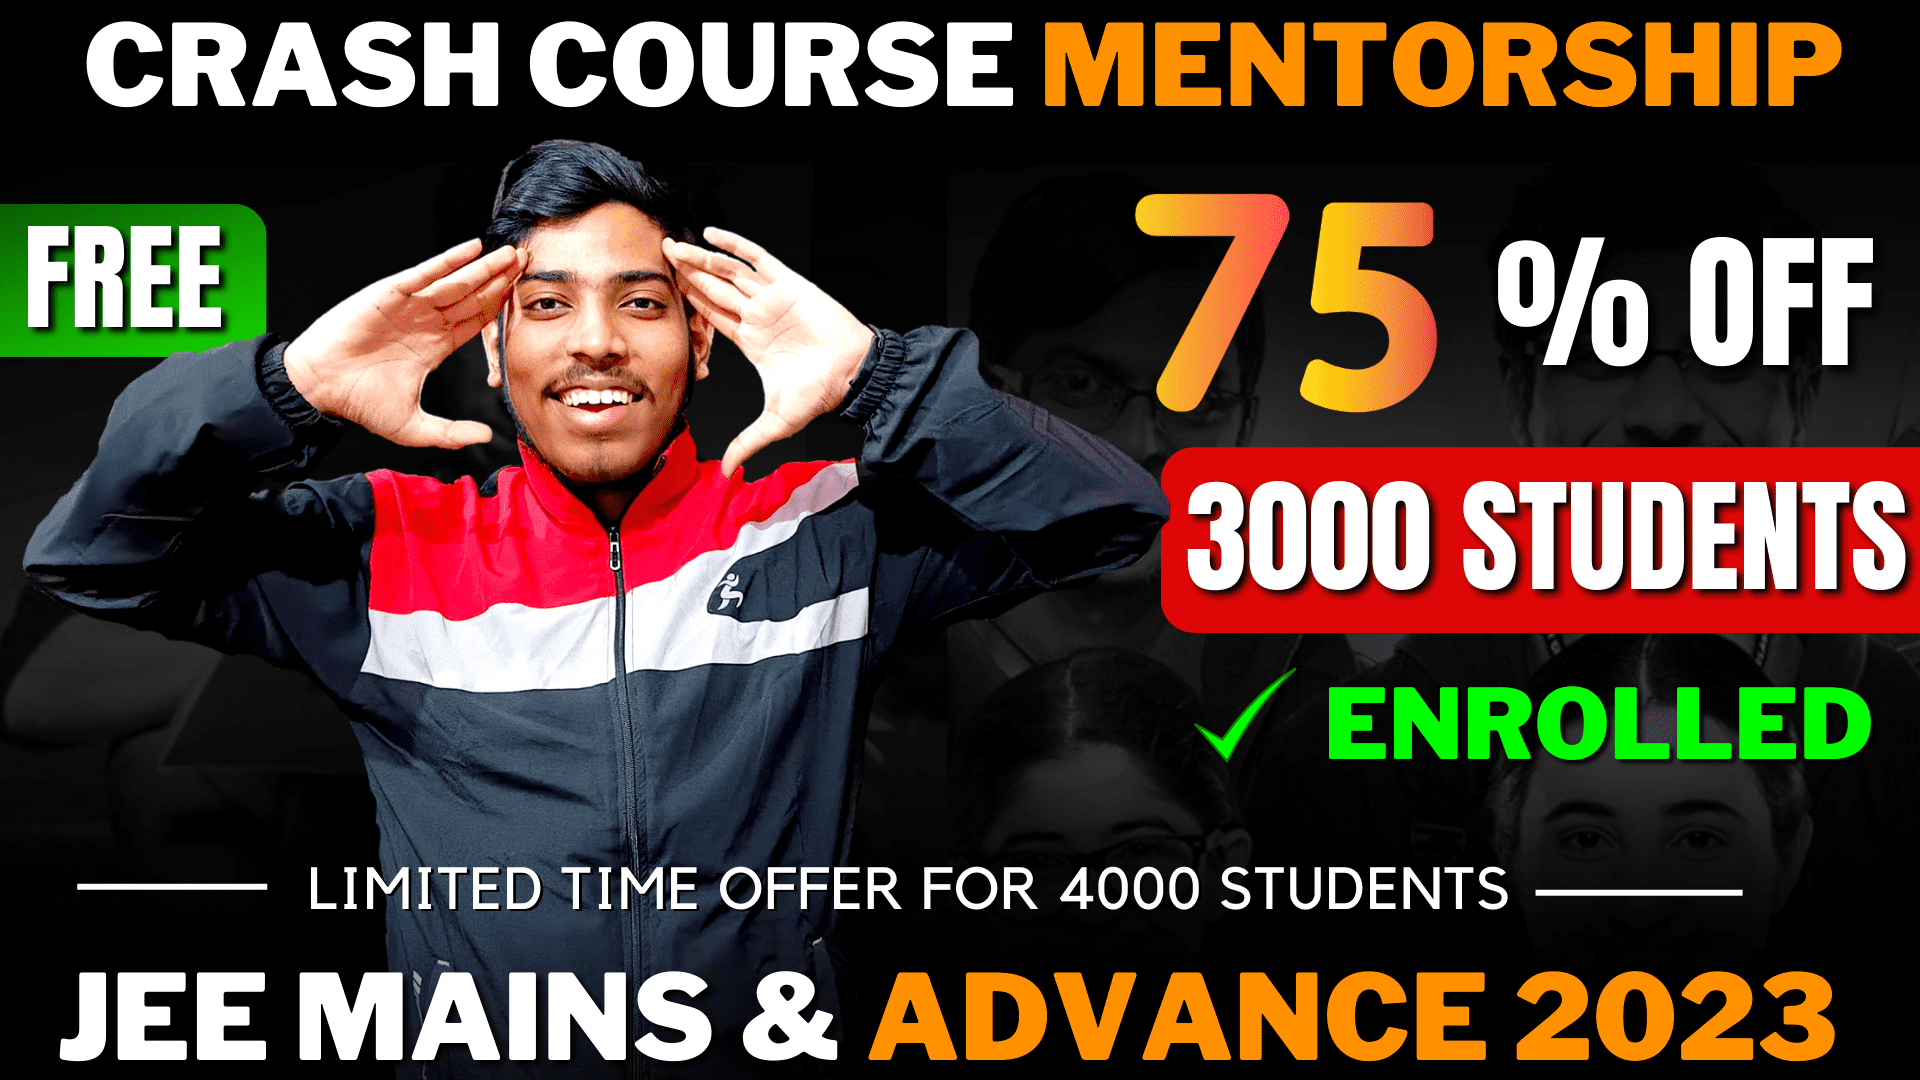 CRASH COURSE MENTORSHIP
FREE
75 % OFF
3000 STUDENTS
ENROLLED
LIMITED TIME OFFER FOR 4000 STUDENTS
JEE MAINS & ADVANCE 2023